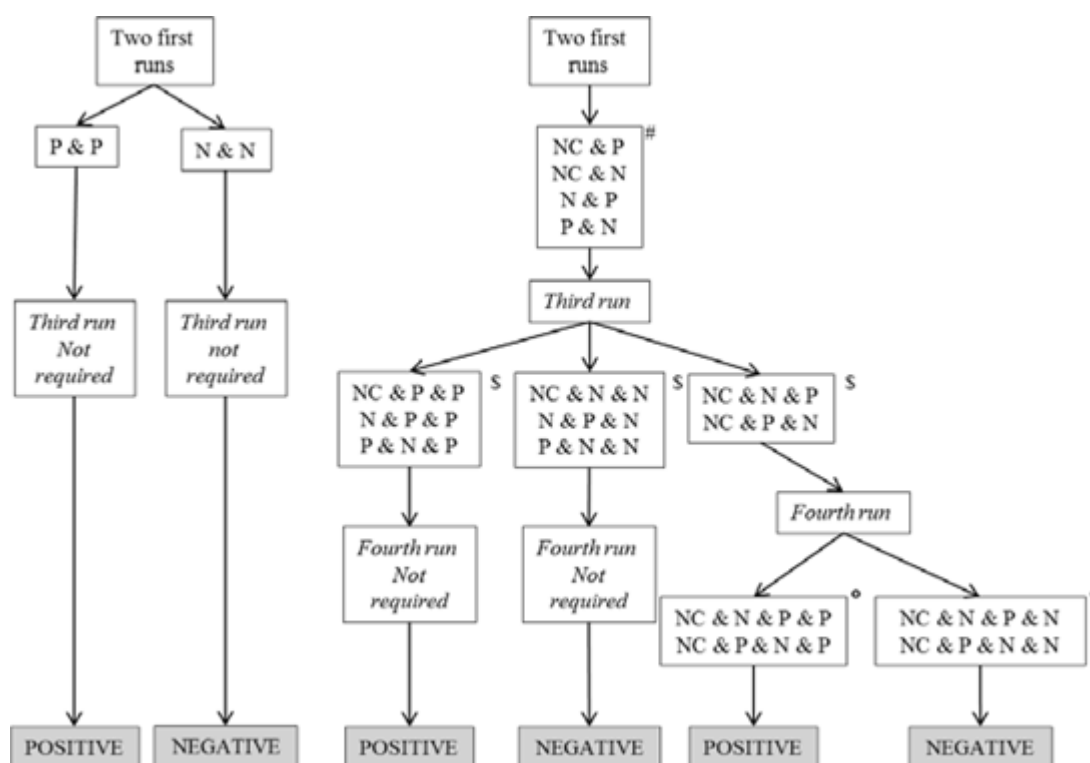 Two first
runs
P & P
N & N
Third run
Not
required
Third run
not
required
POSITIVE
NEGATIVE
Two first
runs
#
NC & P
NC & N
N & P
P & N
Third run
$
NC & P & P
N & P & P
P & N & P
$
NC & N & N
N & P & N
P & N & N
$
NC & N & P
NC & P & N
Fourth run
Not
required
Fourth run
Not
required
Fourth run
NC & N & P & P
NC & P & N & P
NC & N & P & N
NC & P & N & N
POSITIVE
NEGATIVE
POSITIVE
NEGATIVE